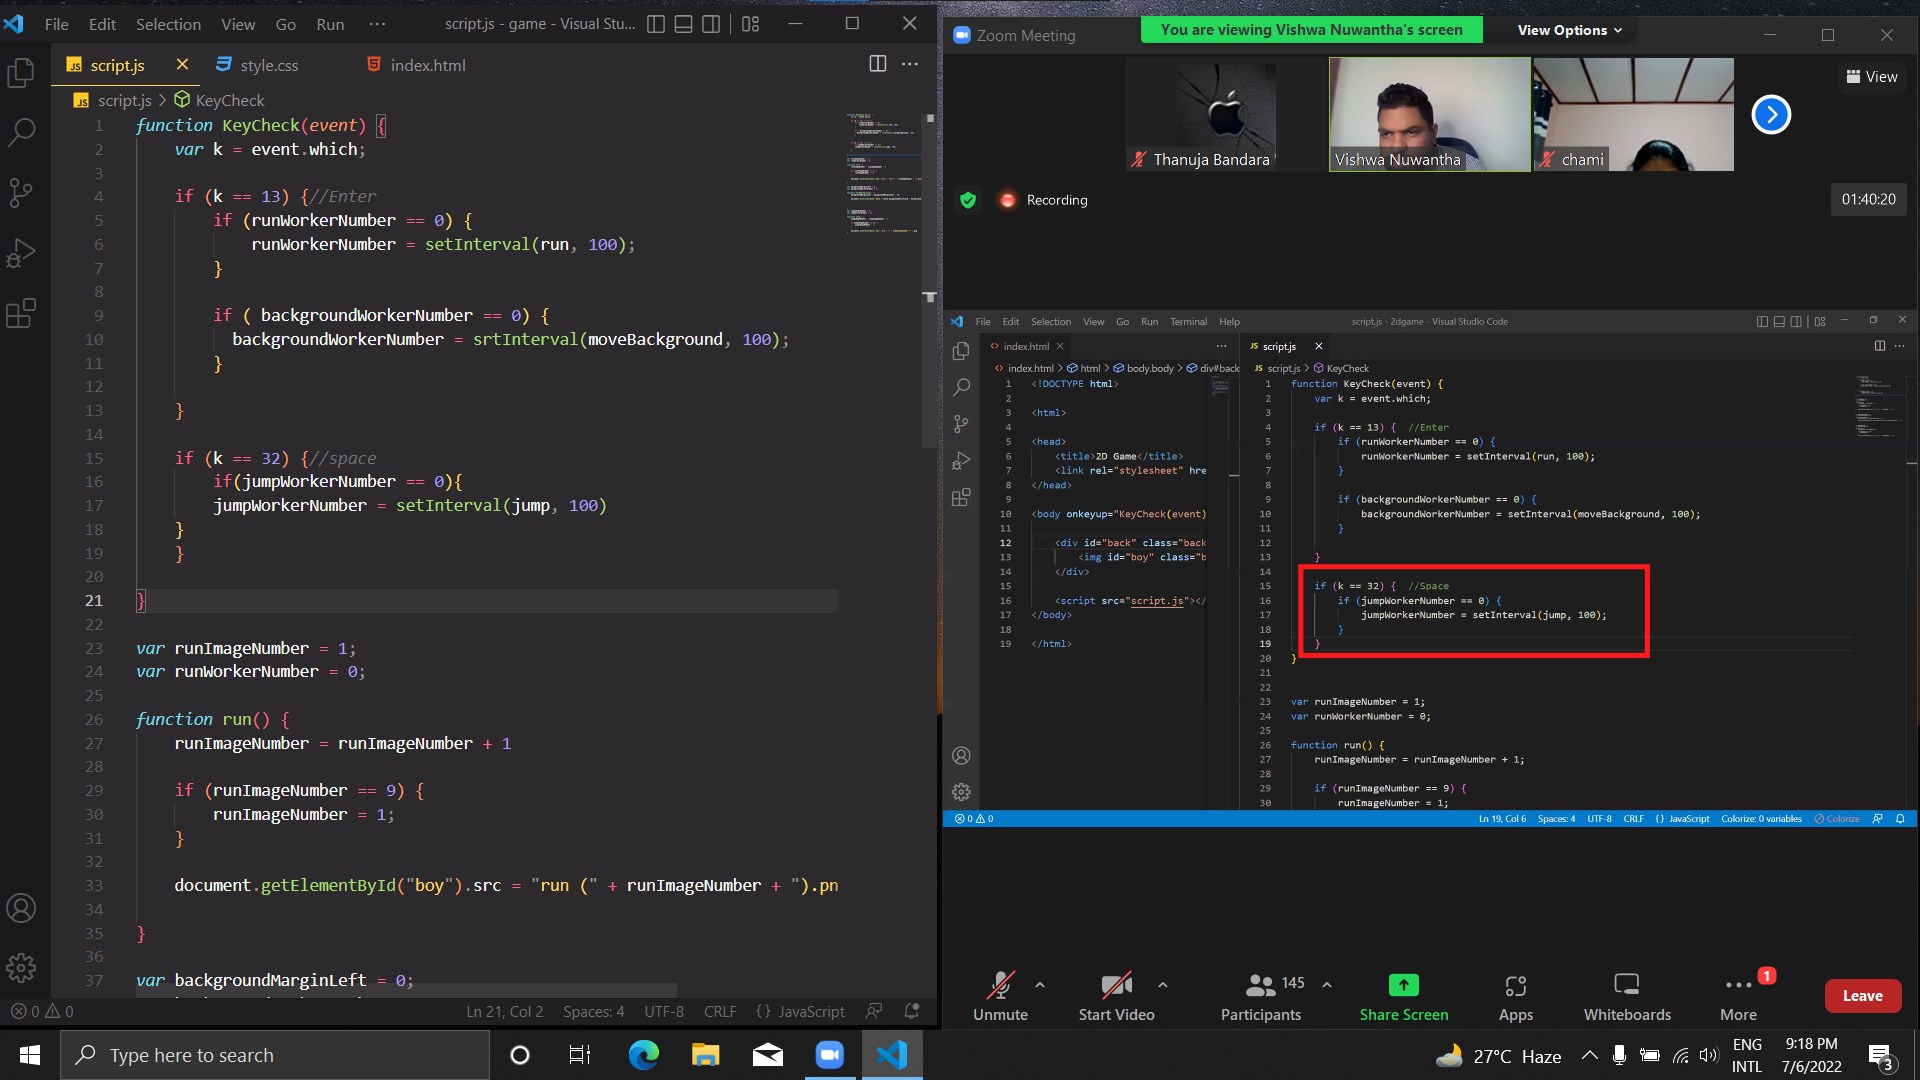 File Edit Selection View Go Run ··· script.js - game - Visual Stu...
script.js style.css index.html
script.js > KeyCheck
1 function KeyCheck(event) {
2 var k = event.which;
3
4 if (k == 13) {//Enter
5 if (runWorkerNumber == 0) {
6 runWorkerNumber = setInterval(run, 100);
7 }
8
9 if ( backgroundWorkerNumber == 0) {
10 backgroundWorkerNumber = srtInterval(moveBackground, 100);
11 }
12
13 }
14
15 if (k == 32) {//space
16 if(jumpWorkerNumber == 0){
17 jumpWorkerNumber = setInterval(jump, 100)
18 }
19 }
20
21 }
22
23 var runImageNumber = 1;
24 var runWorkerNumber = 0;
25
26 function run() {
27 runImageNumber = runImageNumber + 1
28
29 if (runImageNumber == 9) {
30 runImageNumber = 1;
31 }
32
33 document.getElementById("boy").src = "run (" + runImageNumber + ").pn
34
35 }
36
37 var backgroundMarginLeft = 0;
0 0 Ln 21, Col 2 Spaces: 4 UTF-8 CRLF {} JavaScript
Zoom Meeting
You are viewing Vishwa Nuwantha's screen View Options
View
Thanuja Bandara Vishwa Nuwantha chami
Recording 01:40:20
File Edit Selection View Go Run Terminal Help script.js - 2dgame - Visual Studio Code
index.html ···
index.html > html > body.body > div#back
1 <!DOCTYPE html>
2
3 <html>
4
5 <head>
6 <title>2D Game</title>
7 <link rel="stylesheet" hre
8 </head>
9
10 <body onkeyup="KeyCheck(event)
11
12 <div id="back" class="back
13 <img id="boy" class="b
14 </div>
15
16 <script src="script.js"></
17 </body>
18
19 </html>
JS script.js ···
JS script.js > KeyCheck
1 function KeyCheck(event) {
2 var k = event.which;
3
4 if (k == 13) { //Enter
5 if (runWorkerNumber == 0) {
6 runWorkerNumber = setInterval(run, 100);
7 }
8
9 if (backgroundWorkerNumber == 0) {
10 backgroundWorkerNumber = setInterval(moveBackground, 100);
11 }
12
13 }
14
15 if (k == 32) { //Space
16 if (jumpWorkerNumber == 0) {
17 jumpWorkerNumber = setInterval(jump, 100);
18 }
19 }
20 }
21
22
23 var runImageNumber = 1;
24 var runWorkerNumber = 0;
25
26 function run() {
27 runImageNumber = runImageNumber + 1;
28
29 if (runImageNumber == 9) {
30 runImageNumber = 1;
0 0 Ln 19, Col 6 Spaces: 4 UTF-8 CRLF {} JavaScript Colorize: 0 variables Colorize
145 1
Unmute Start Video Participants Share Screen Apps Whiteboards More Leave
Type here to search 27°C Haze ENG INTL 9:18 PM 7/6/2022 3